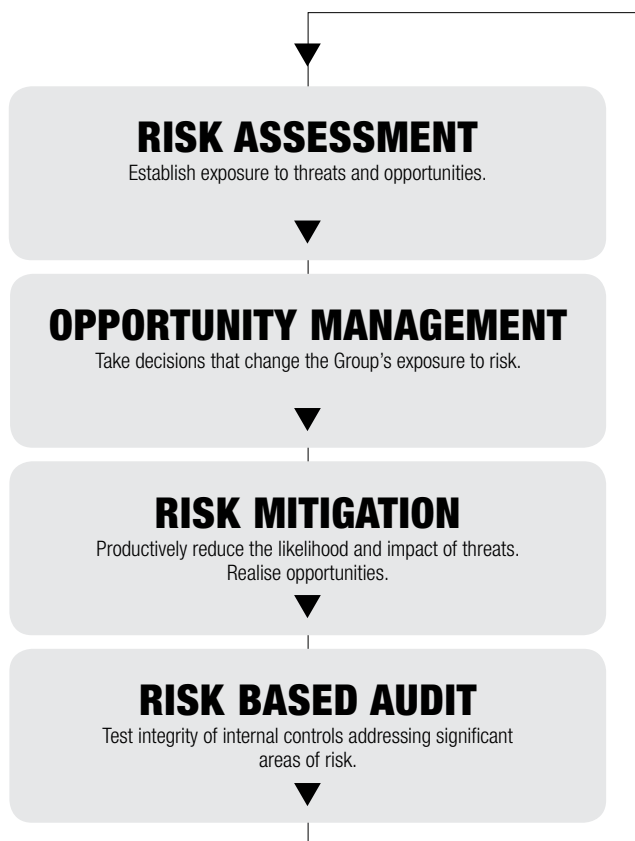 RISK ASSESSMENT
Establish exposure to threats and opportunities.
OPPORTUNITY MANAGEMENT
Take decisions that change the Group’s exposure to risk.
RISK MITIGATION
Productively reduce the likelihood and impact of threats.
Realise opportunities.
RISK BASED AUDIT
Test integrity of internal controls addressing significant
areas of risk.